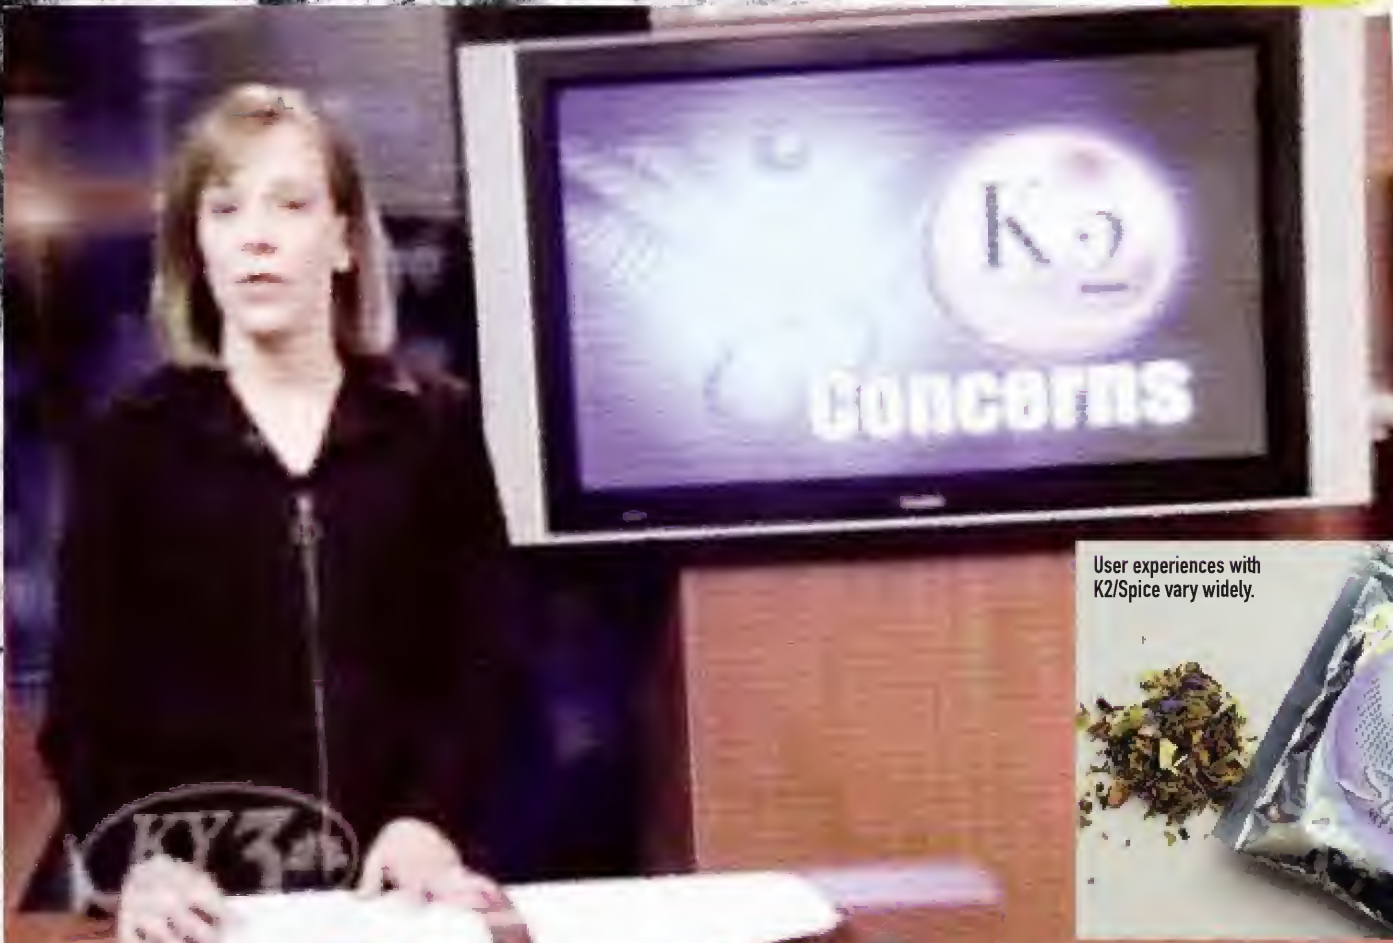 K2
Concerns
User experiences with
K2/Spice vary widely.
KY3